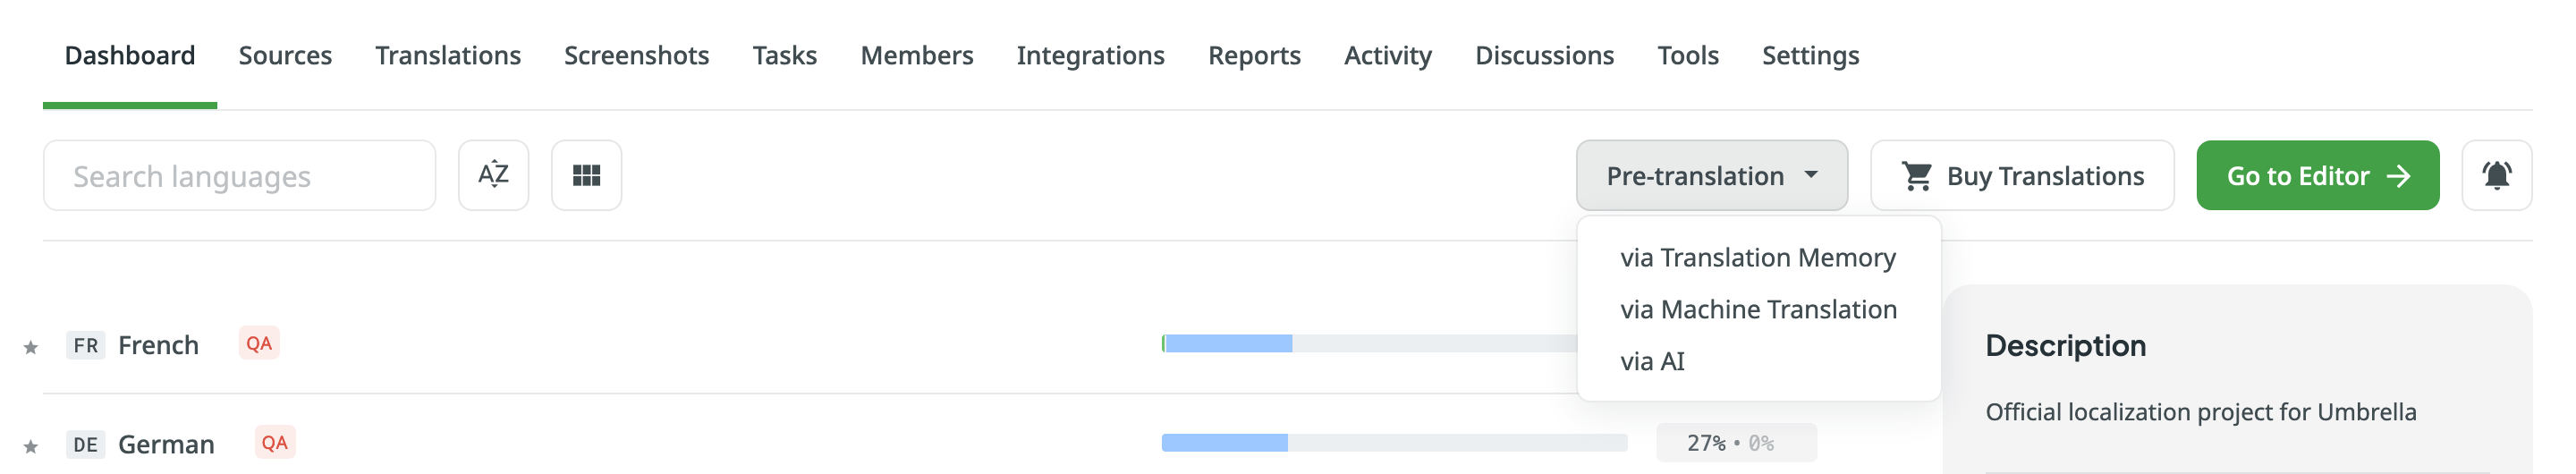 Dashboard Sources Translations Screenshots Tasks Members Integrations Reports Activity Discussions Tools Settings
Search languages AZ Pre-translation Buy Translations Go to Editor
via Translation Memory
via Machine Translation
via AI
FR French QA
DE German QA 27% • 0%
Description
Official localization project for Umbrella